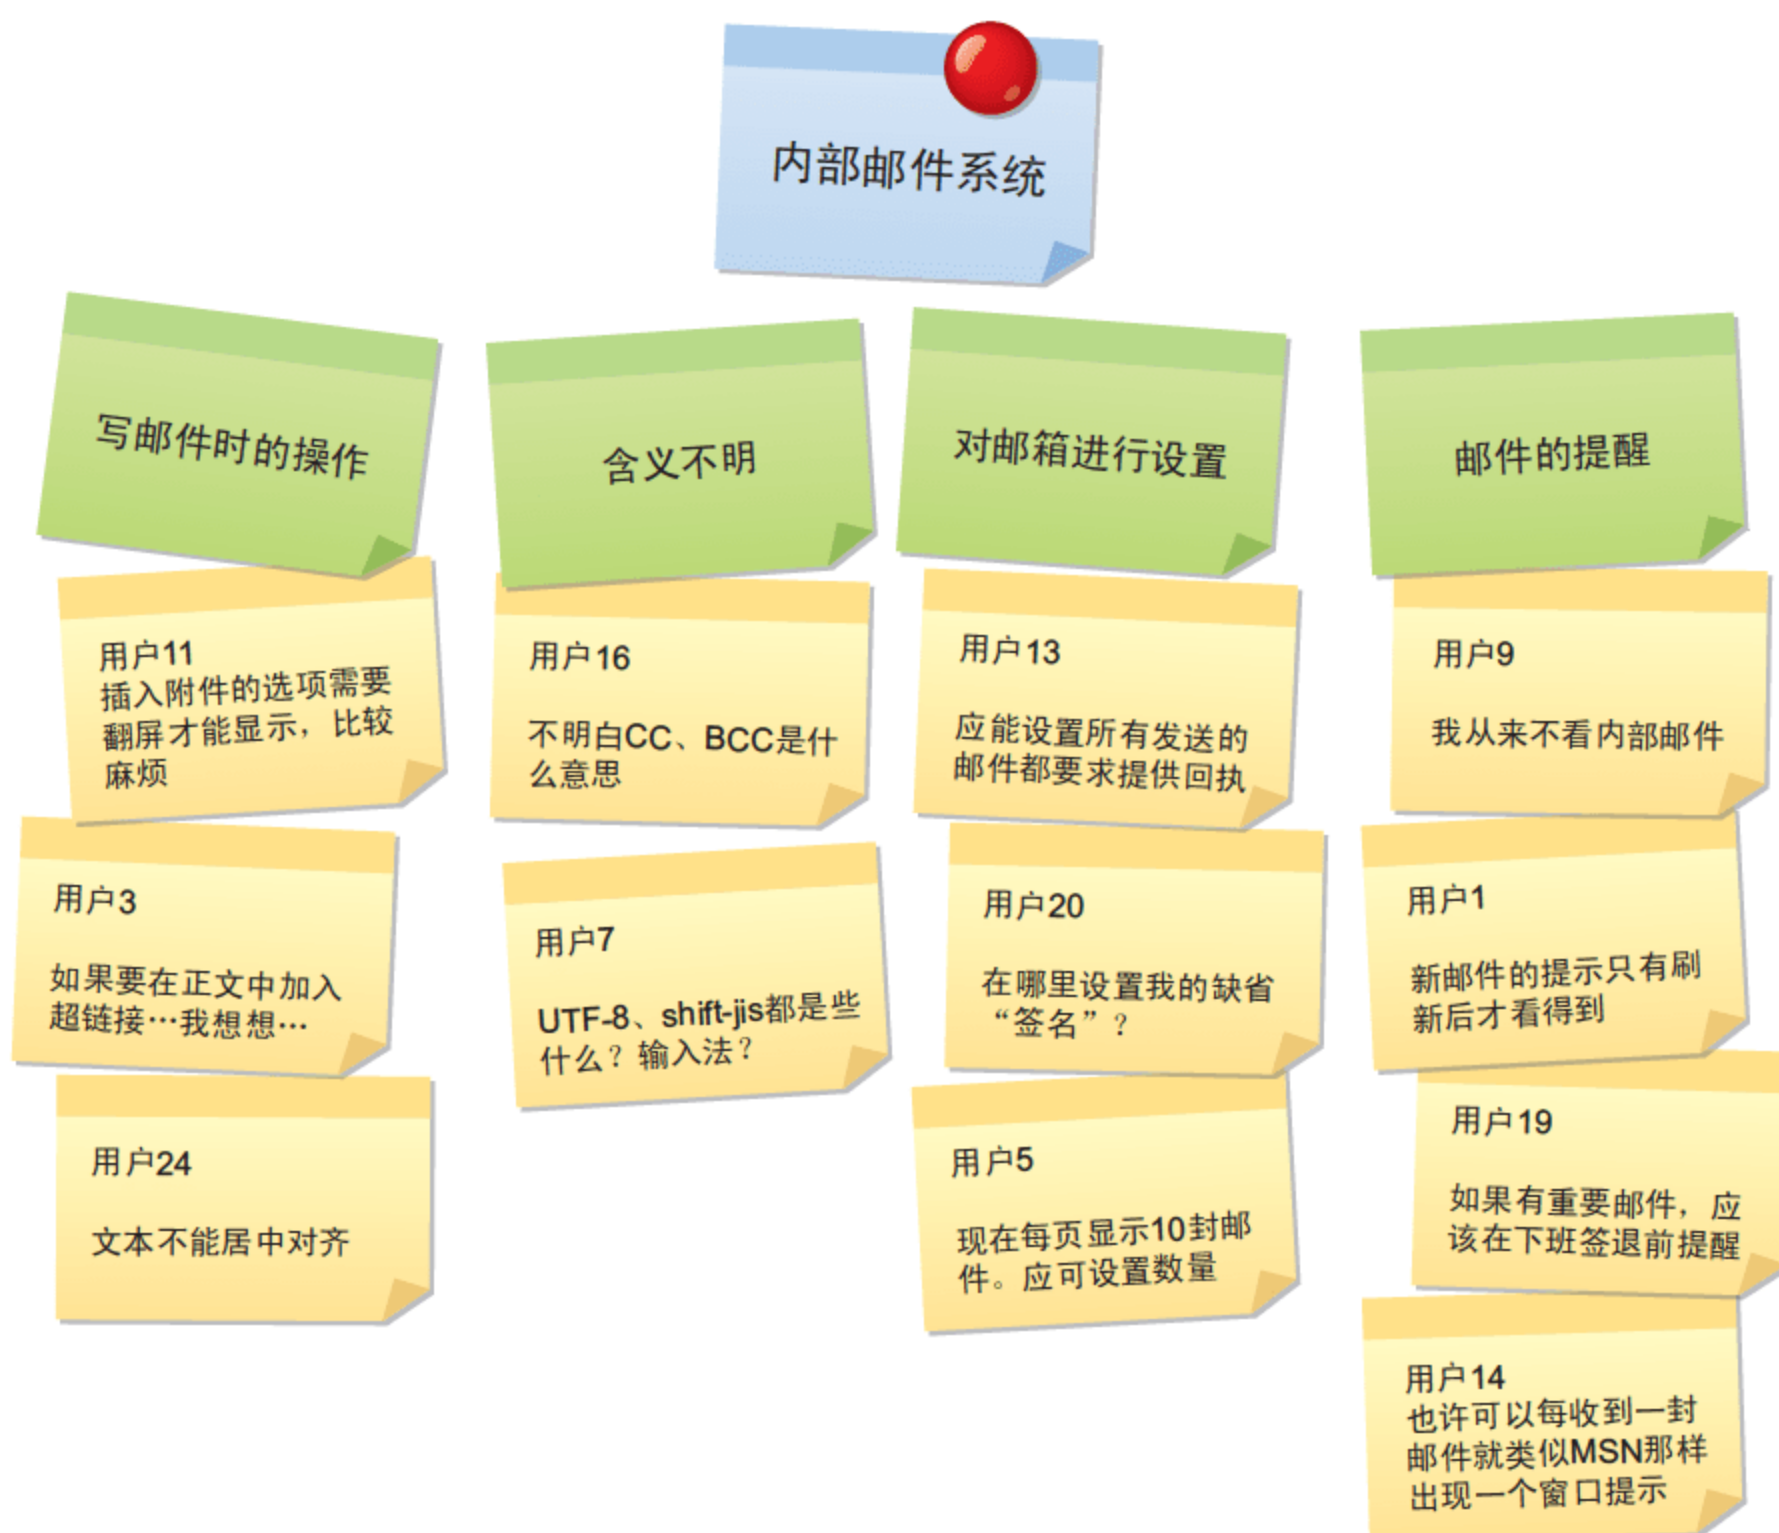 内部邮件系统
写邮件时的操作
用户11
插入附件的选项需要
翻屏才能显示，比较
麻烦
用户3
如果要在正文中加入
超链接…我想想…
用户24
文本不能居中对齐
含义不明
用户16
不明白CC、BCC是什
么意思
用户7
UTF-8、shift-jis都是些
什么？输入法？
对邮箱进行设置
用户13
应能设置所有发送的
邮件都要求提供回执
用户20
在哪里设置我的缺省
“签名”？
用户5
现在每页显示10封邮
件。应可设置数量
邮件的提醒
用户9
我从来不看内部邮件
用户1
新邮件的提示只有刷
新后才看得到
用户19
如果有重要邮件，应
该在下班签退前提醒
用户14
也许可以每收到一封
邮件就类似MSN那样
出现一个窗口提示